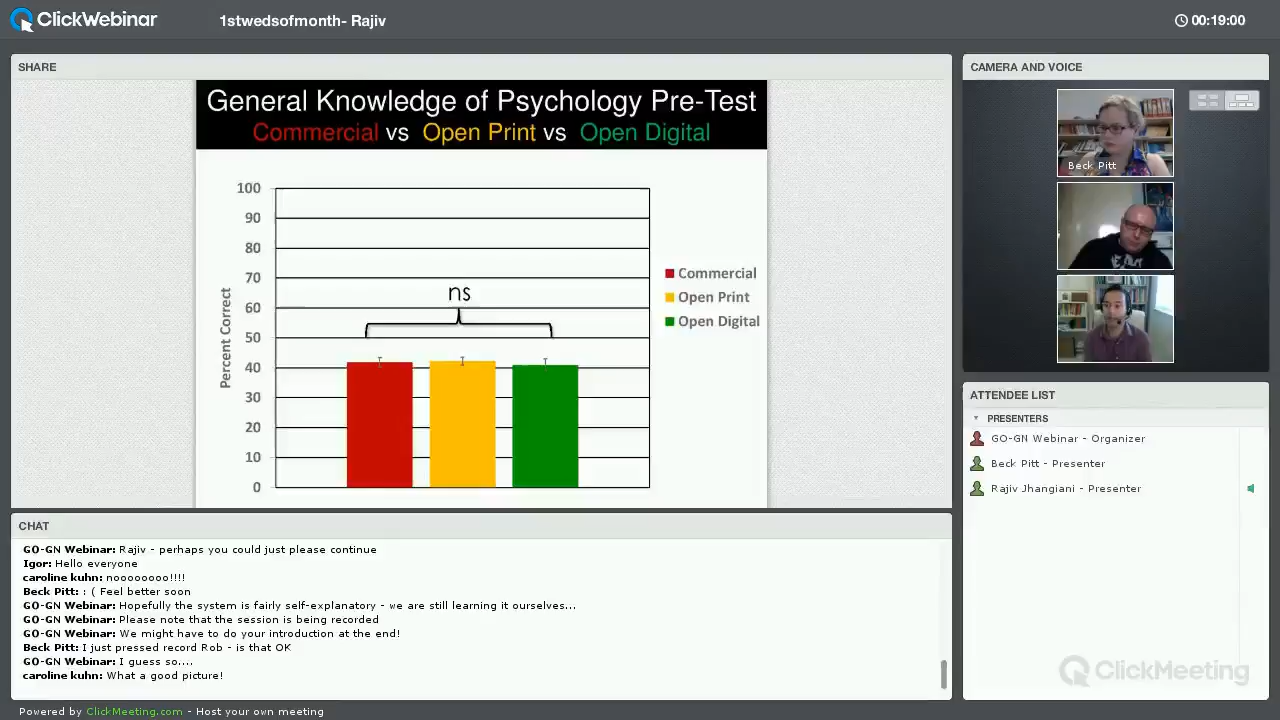 ClickWebinar
1stwedsofmonth- Rajiv
00:19:00
SHARE
General Knowledge of Psychology Pre-Test
Commercial vs Open Print vs Open Digital
100
90
80
70
60
50
40
30
20
10
0
Percent Correct
ns
Commercial
Open Print
Open Digital
CAMERA AND VOICE
Beck Pitt
ATTENDEE LIST
PRESENTERS
GO-GN Webinar - Organizer
Beck Pitt - Presenter
Rajiv Jhangiani - Presenter
CHAT
GO-GN Webinar: Rajiv - perhaps you could just please continue
Igor: Hello everyone
caroline kuhn: noooooooo!!!!
Beck Pitt: : ( Feel better soon
GO-GN Webinar: Hopefully the system is fairly self-explanatory - we are still learning it ourselves...
GO-GN Webinar: Please note that the session is being recorded
GO-GN Webinar: We might have to do your introduction at the end!
Beck Pitt: I just pressed record Rob - is that OK
GO-GN Webinar: I guess so....
caroline kuhn: What a good picture!
ClickMeeting
Powered by ClickMeeting.com - Host your own meeting